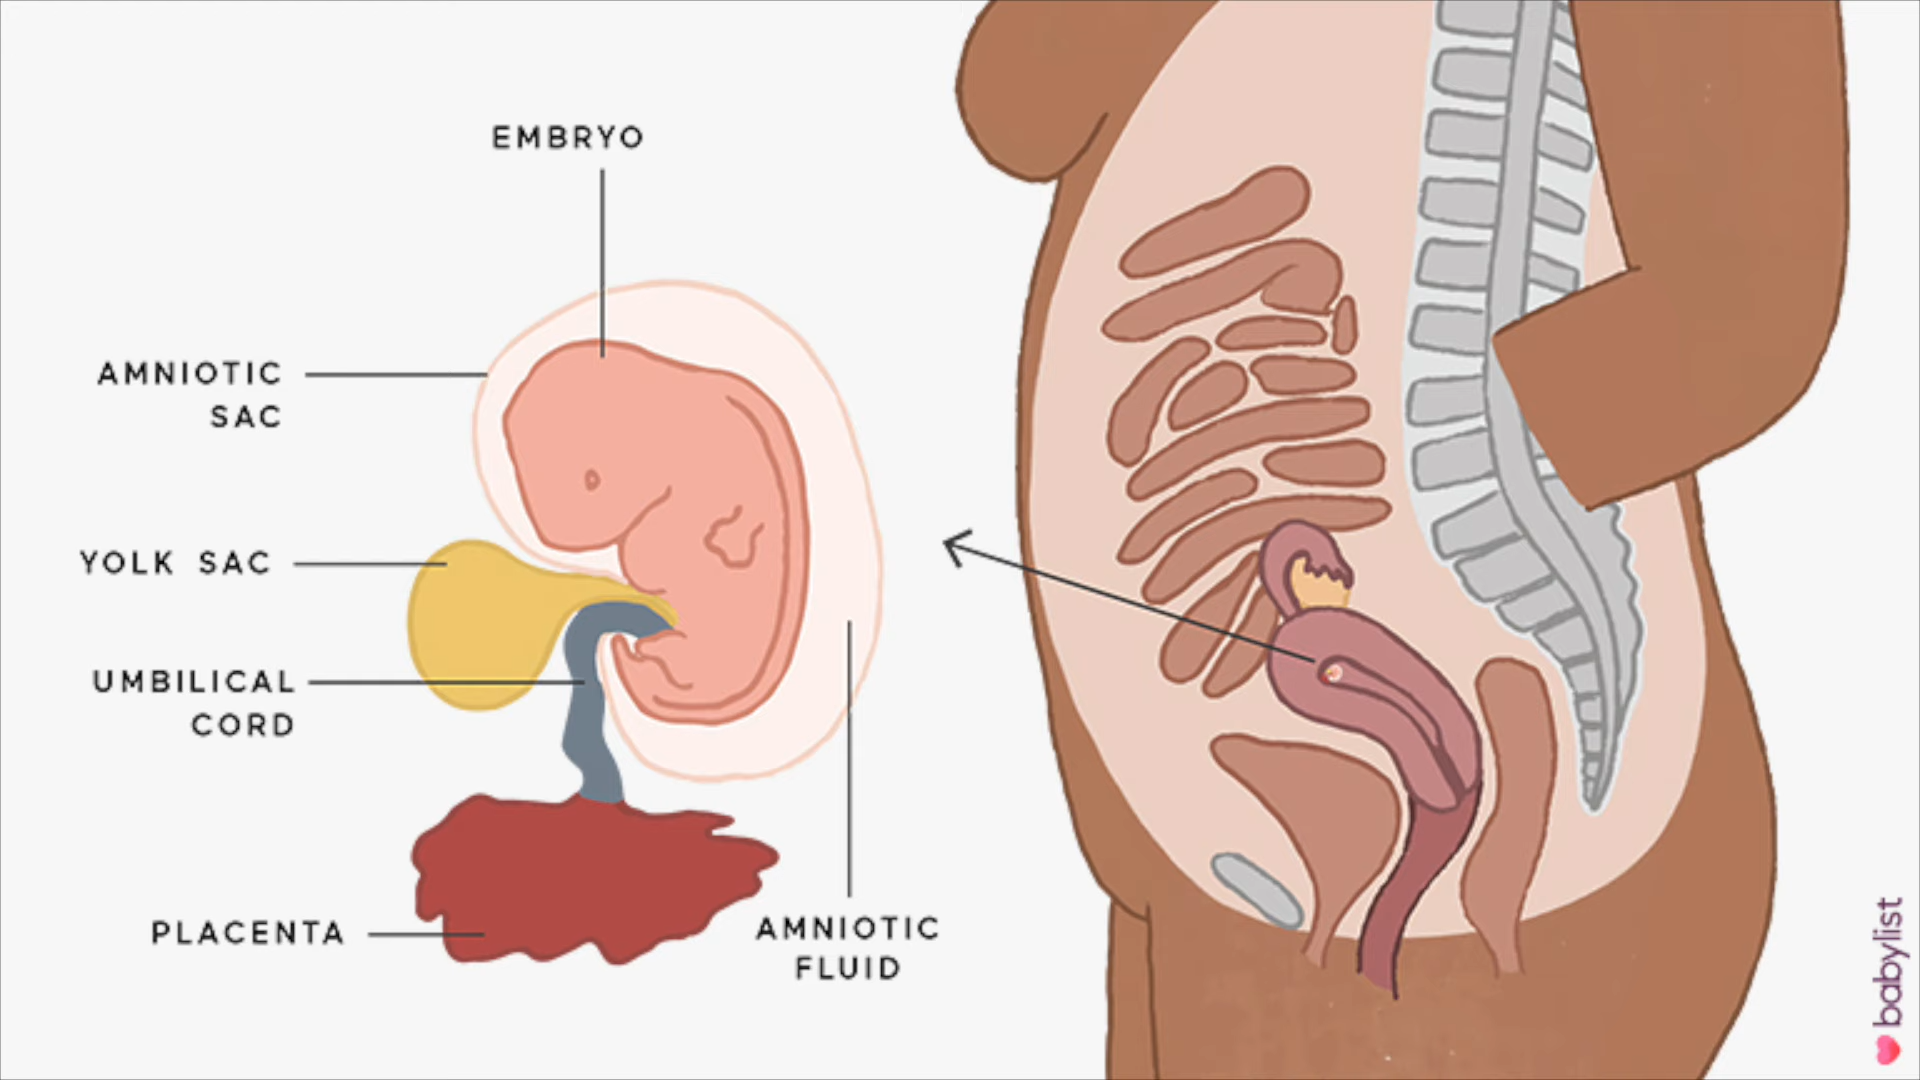 EMBRYO
AMNIOTIC
SAC
YOLK SAC
UMBILICAL
CORD
PLACENTA
AMNIOTIC
FLUID
babylist